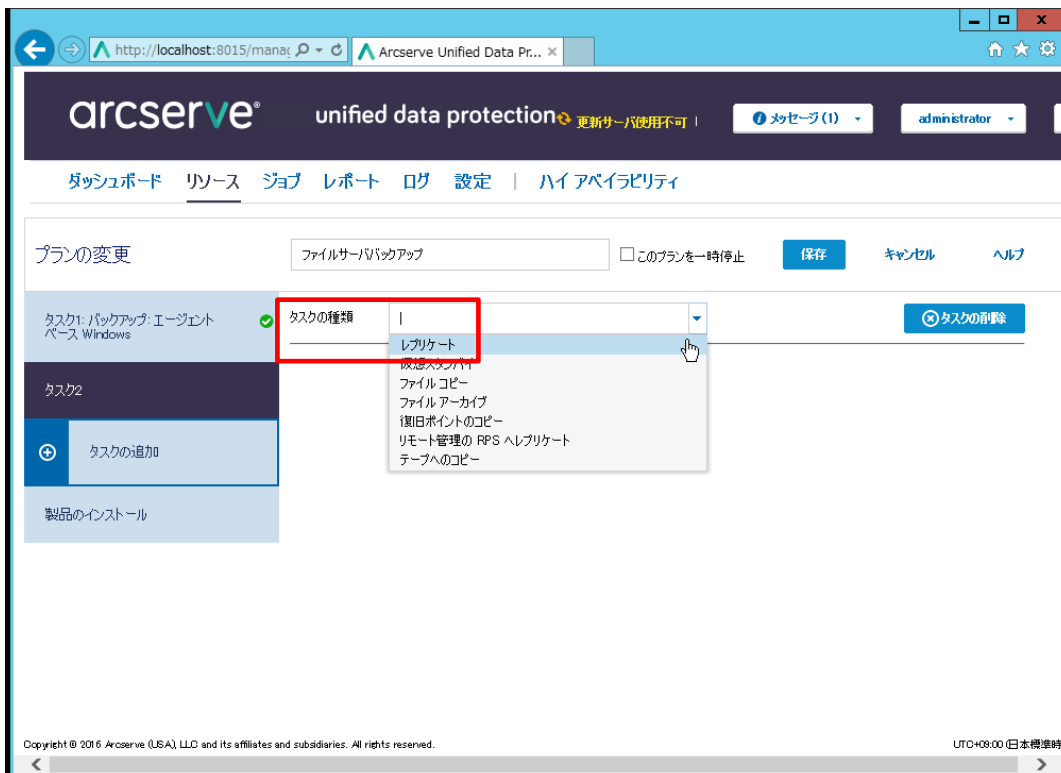 http://localhost:8015/manag
Arcserve Unified Data Pr... ×
arcserve® unified data protection 更新サーバ使用不可 | メッセージ (1) administrator
ダッシュボード リソース ジョブ レポート ログ 設定 | ハイ アベイラビリティ
プランの変更 ファイルサーババックアップ このプランを一時停止 保存 キャンセル ヘルプ
タスク1: バックアップ: エージェント
ベース Windows
タスクの種類
タスクの削除
レプリケート
仮想スタンバイ
ファイル コピー
ファイル アーカイブ
復旧ポイントのコピー
リモート管理の RPS へレプリケート
テープへのコピー
タスク2
タスクの追加
製品のインストール
Copyright © 2016 Arcserve (USA), LLC and its affiliates and subsidiaries. All rights reserved. UTC+09:00 (日本標準時